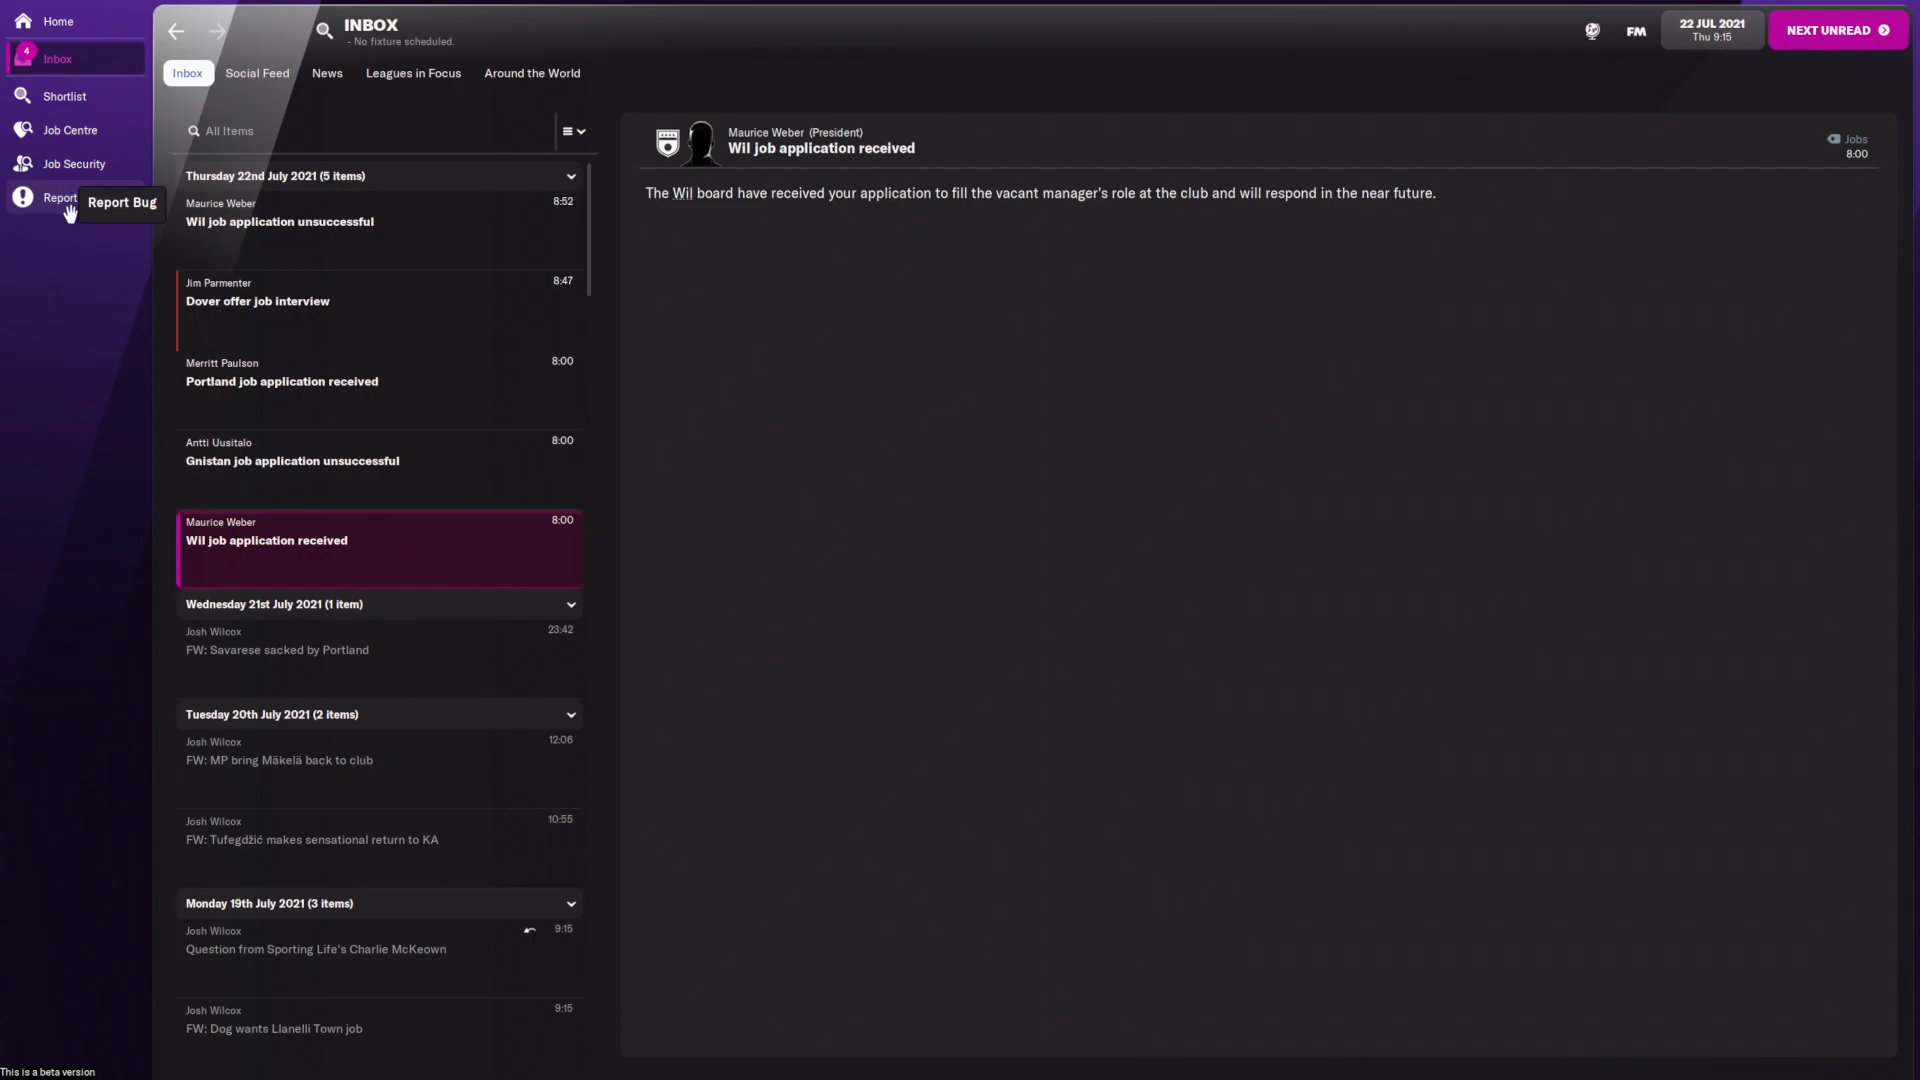 Home
4
Inbox
Shortlist
Job Centre
Job Security
Report
Report Bug
INBOX
- No fixture scheduled.
FM
22 JUL 2021
Thu 9:15
NEXT UNREAD
Inbox
Social Feed
News
Leagues in Focus
Around the World
All Items
Thursday 22nd July 2021 (5 items)
Maurice Weber
8:52
Wil job application unsuccessful
Jim Parmenter
8:47
Dover offer job interview
Merritt Paulson
8:00
Portland job application received
Antti Uusitalo
8:00
Gnistan job application unsuccessful
Maurice Weber
8:00
Wil job application received
Wednesday 21st July 2021 (1 item)
Josh Wilcox
23:42
FW: Savarese sacked by Portland
Tuesday 20th July 2021 (2 items)
Josh Wilcox
12:06
FW: MP bring Mäkelä back to club
Josh Wilcox
10:55
FW: Tufegdžić makes sensational return to KA
Monday 19th July 2021 (3 items)
Josh Wilcox
9:15
Question from Sporting Life's Charlie McKeown
Josh Wilcox
9:15
FW: Dog wants Llanelli Town job
Maurice Weber (President)
Wil job application received
Jobs
8:00
The Wil board have received your application to fill the vacant manager's role at the club and will respond in the near future.
This is a beta version